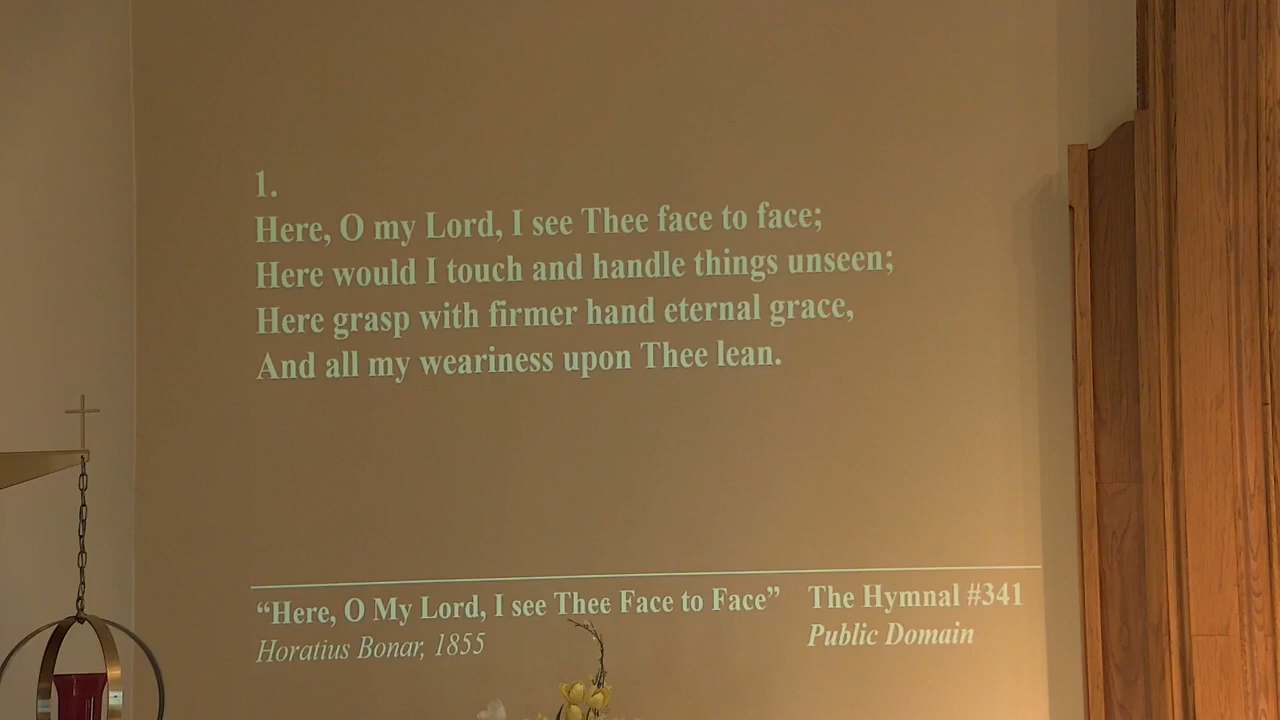 1.
Here, O my Lord, I see Thee face to face;
Here would I touch and handle things unseen;
Here grasp with firmer hand eternal grace,
And all my weariness upon Thee lean.
“Here, O My Lord, I see Thee Face to Face” The Hymnal #341
Horatius Bonar, 1855 Public Domain